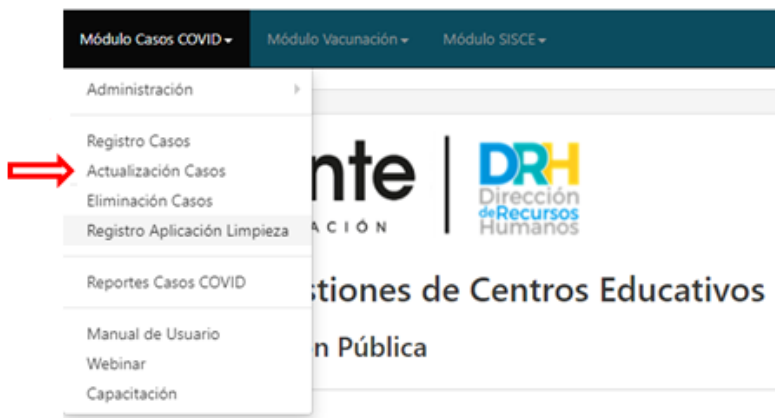 Módulo Casos COVID Módulo Vacunación Módulo SISCE
Administración
Registro Casos
Actualización Casos
Eliminación Casos
Registro Aplicación Limpieza
Reportes Casos COVID
Manual de Usuario
Webinar
Capacitación
nte
ACIÓN
DRH
Dirección
de Recursos
Humanos
stiones de Centros Educativos
n Pública